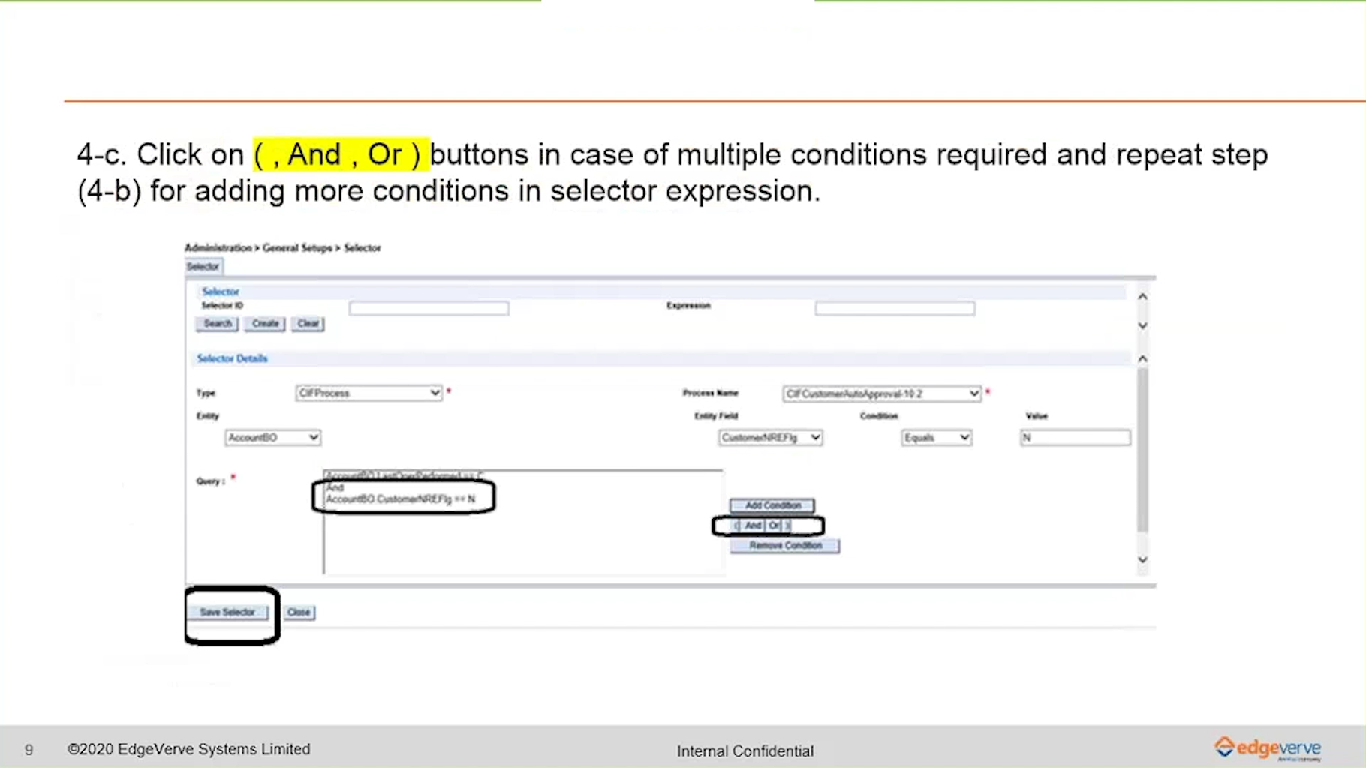 4-c. Click on ( , And , Or ) buttons in case of multiple conditions required and repeat step
(4-b) for adding more conditions in selector expression.
Administration > General Setups > Selector
Selector
Selector
Selector ID Expression
Search Create Clear
Selector Details
Type CIFProcess * Process Name CIFCustomerAutoApproval-10.2 *
Entity Entity Field Condition Value
AccountBO CustomerNREFlg Equals N
Query : *
And
AccountBO.CustomerNREFlg == N
Add Condition
( And Or )
Remove Condition
Save Selector Close
9 ©2020 EdgeVerve Systems Limited Internal Confidential edgeverve